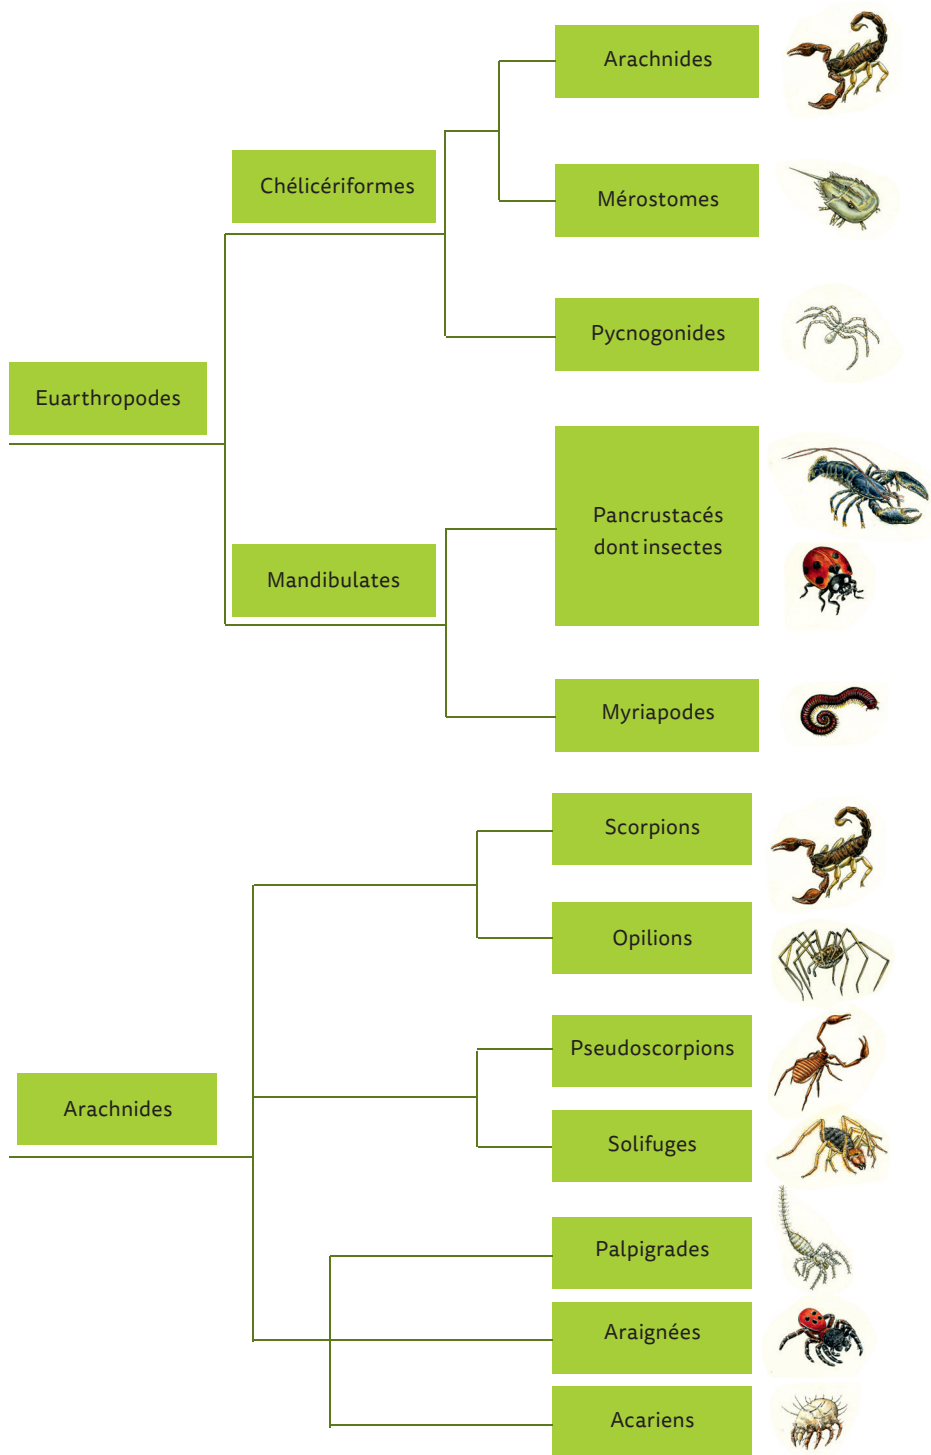 Arachnides
Chélicériformes
Mérostomes
Pycnogonides
Euarthropodes
Pancrustacés
dont insectes
Mandibulates
Myriapodes
Scorpions
Opilions
Pseudoscorpions
Arachnides
Solifuges
Palpigrades
Araignées
Acariens